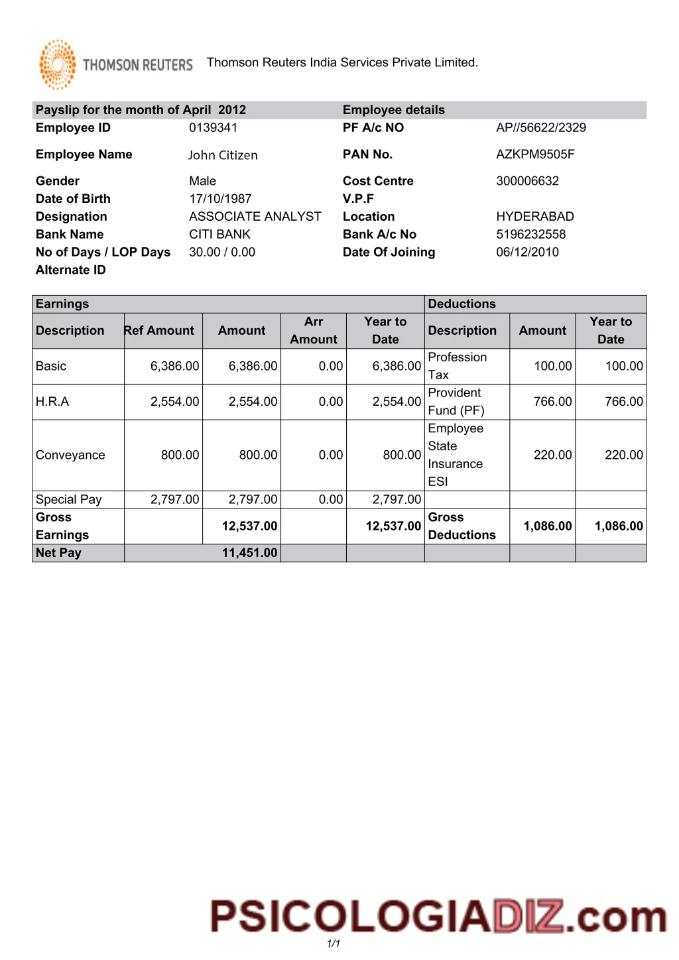 THOMSON REUTERS Thomson Reuters India Services Private Limited.
Payslip for the month of April 2012 Employee details
Employee ID 0139341 PF A/c NO AP//56622/2329
Employee Name John Citizen PAN No. AZKPM9505F
Gender Male Cost Centre 300006632
Date of Birth 17/10/1987 V.P.F
Designation ASSOCIATE ANALYST Location HYDERABAD
Bank Name CITI BANK Bank A/c No 5196232558
No of Days / LOP Days 30.00 / 0.00 Date Of Joining 06/12/2010
Alternate ID
Earnings Deductions
Description Ref Amount Amount Arr Amount Year to Date Description Amount Year to Date
Basic 6,386.00 6,386.00 0.00 6,386.00 Profession Tax 100.00 100.00
H.R.A 2,554.00 2,554.00 0.00 2,554.00 Provident Fund (PF) 766.00 766.00
Conveyance 800.00 800.00 0.00 800.00 Employee State Insurance ESI 220.00 220.00
Special Pay 2,797.00 2,797.00 0.00 2,797.00
Gross Earnings 12,537.00 12,537.00 Gross Deductions 1,086.00 1,086.00
Net Pay 11,451.00
PSICOLOGIADIZ.com
1/1